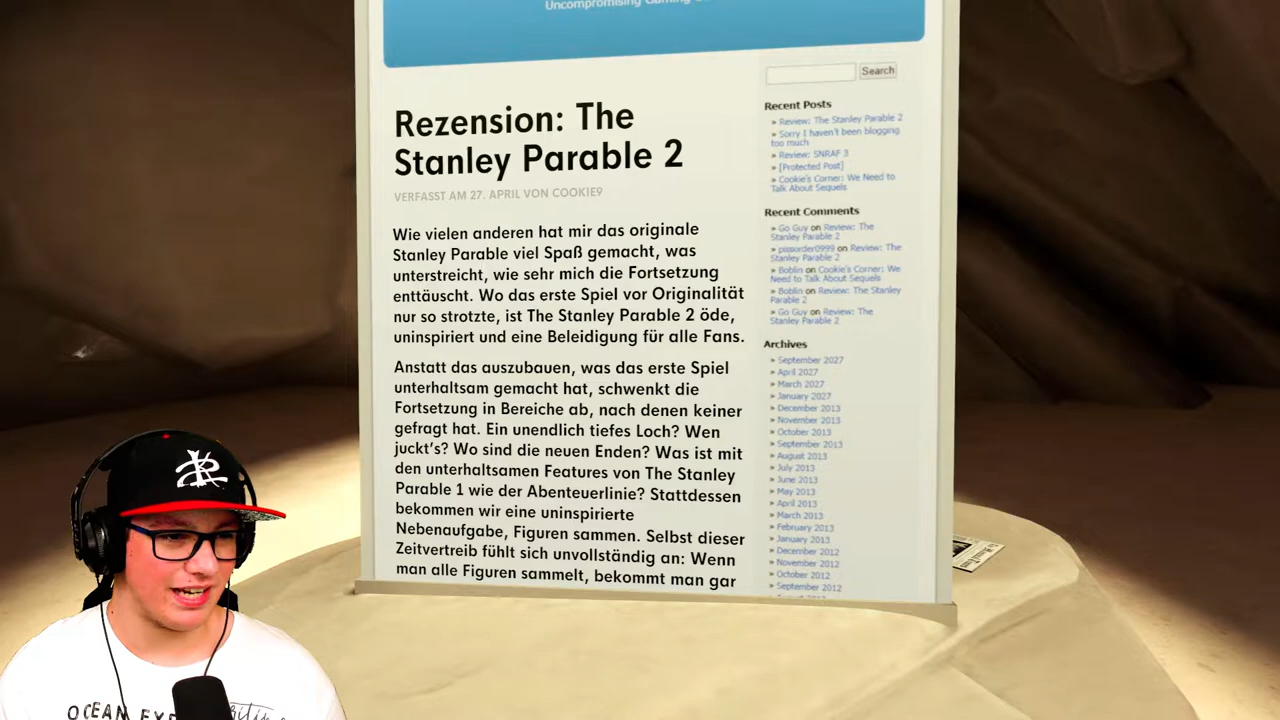 Uncompromising Gaming
Search
Rezension: The
Stanley Parable 2
VERFASST AM 27. APRIL VON COOKIE9
Wie vielen anderen hat mir das originale
Stanley Parable viel Spaß gemacht, was
unterstreicht, wie sehr mich die Fortsetzung
enttäuscht. Wo das erste Spiel vor Originalität
nur so strotzte, ist The Stanley Parable 2 öde,
uninspiriert und eine Beleidigung für alle Fans.
Anstatt das auszubauen, was das erste Spiel
unterhaltsam gemacht hat, schwenkt die
Fortsetzung in Bereiche ab, nach denen keiner
gefragt hat. Ein unendlich tiefes Loch? Wen
juckt's? Wo sind die neuen Enden? Was ist mit
den unterhaltsamen Features von The Stanley
Parable 1 wie der Abenteuerlinie? Stattdessen
bekommen wir eine uninspirierte
Nebenaufgabe, Figuren sammen. Selbst dieser
Zeitvertreib fühlt sich unvollständig an: Wenn
man alle Figuren sammelt, bekommt man gar
Recent Posts
» Review: The Stanley Parable 2
» Sorry I haven't been blogging
too much
» Review: SNRAF 3
» [Protected Post]
» Cookie's Corner: We Need to
Talk About Sequels
Recent Comments
» Go Guy on Review: The
Stanley Parable 2
» pissorder0999 on Review: The
Stanley Parable 2
» Boblin on Cookie's Corner: We
Need to Talk About Sequels
» Boblin on Review: The Stanley
Parable 2
» Go Guy on Review: The
Stanley Parable 2
Archives
» September 2027
» April 2027
» March 2027
» January 2027
» December 2013
» November 2013
» October 2013
» September 2013
» August 2013
» July 2013
» June 2013
» May 2013
» April 2013
» March 2013
» February 2013
» January 2013
» December 2012
» November 2012
» October 2012
» September 2012
OCEAN